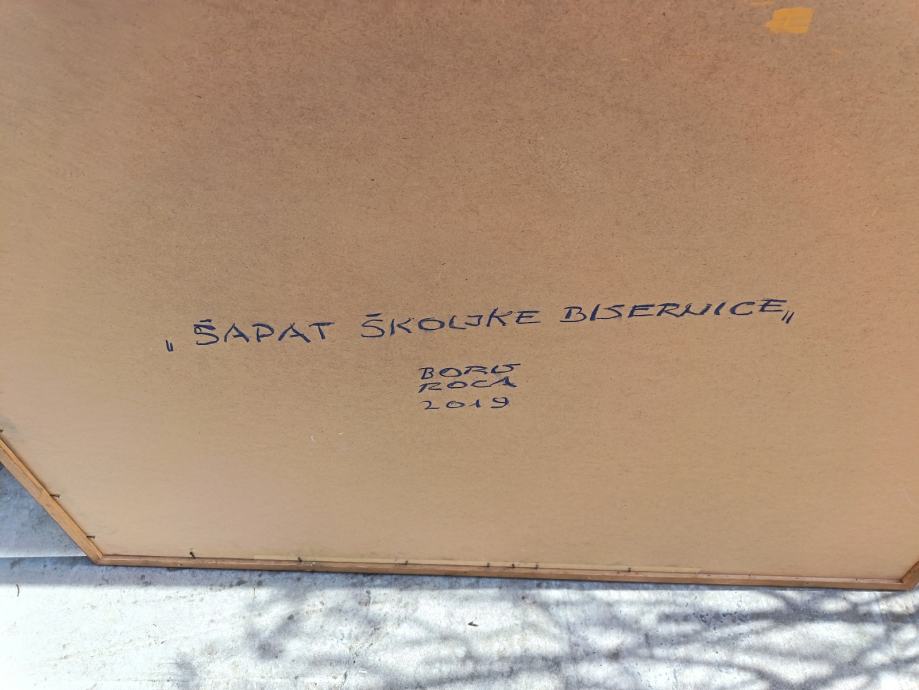 „ŠAPAT ŠKOLJKE BISERNICE„
BORIS
ROCA
2019